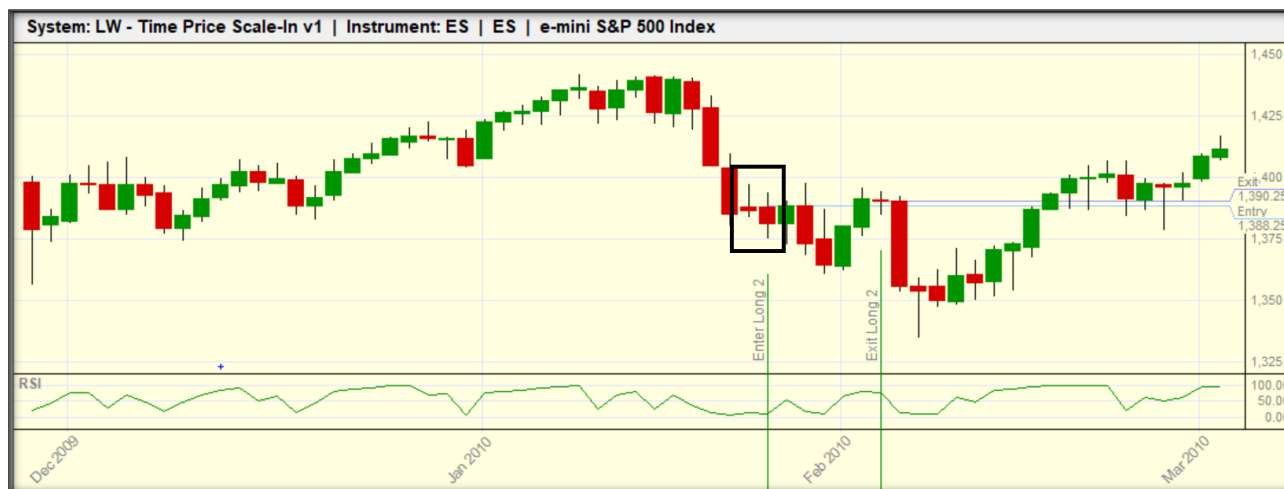 System: LW - Time Price Scale-In v1 | Instrument: ES | ES | e-mini S&P 500 Index
1,450
1,425
1,400
Exit
1,390.25
Entry
1,388.25
1,375
1,350
1,325
Enter Long 2
Exit Long 2
RSI
100.00
50.00
0.00
Dec 2009
Jan 2010
Feb 2010
Mar 2010